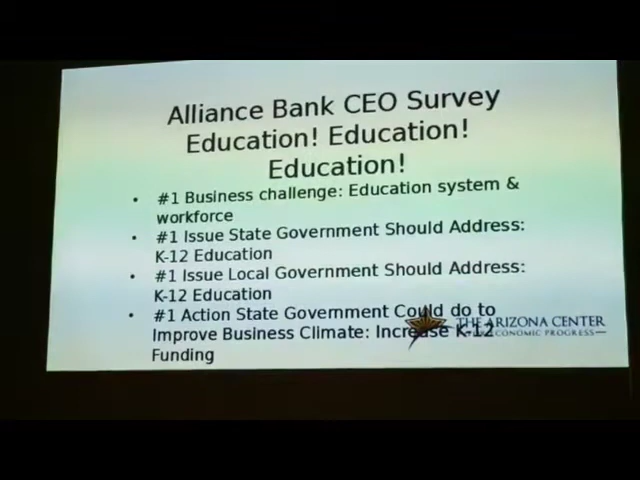 Alliance Bank CEO Survey
Education! Education!
Education!
• #1 Business challenge: Education system &
workforce
• #1 Issue State Government Should Address:
K-12 Education
• #1 Issue Local Government Should Address:
K-12 Education
• #1 Action State Government Could do to
Improve Business Climate: Increase K-12
Funding
THE ARIZONA CENTER
ECONOMIC PROGRESS